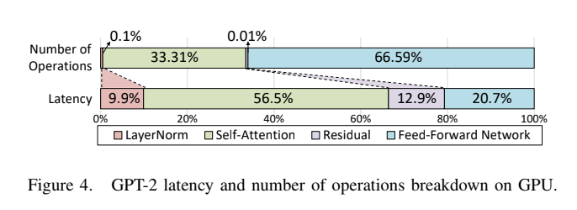 0.1% 0.01%
Number of Operations 33.31% 66.59%
Latency 9.9% 56.5% 12.9% 20.7%
0% 20% 40% 60% 80% 100%
LayerNorm Self-Attention Residual Feed-Forward Network
Figure 4. GPT-2 latency and number of operations breakdown on GPU.